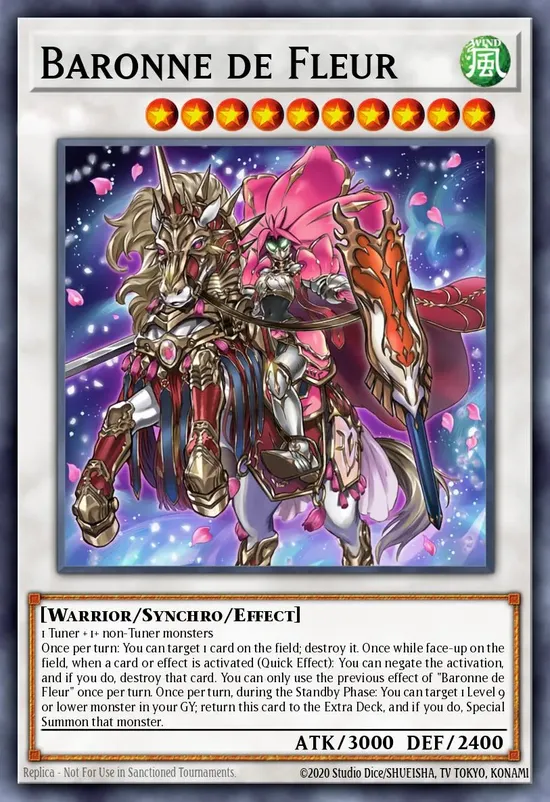 BARONNE DE FLEUR
WIND
風
[WARRIOR/SYNCHRO/EFFECT]
1 Tuner + 1+ non-Tuner monsters
Once per turn: You can target 1 card on the field; destroy it. Once while face-up on the
field, when a card or effect is activated (Quick Effect): You can negate the activation,
and if you do, destroy that card. You can only use the previous effect of "Baronne de
Fleur" once per turn. Once per turn, during the Standby Phase: You can target 1 Level 9
or lower monster in your GY; return this card to the Extra Deck, and if you do, Special
Summon that monster.
ATK/3000 DEF/2400
Replica - Not For Use in Sanctioned Tournaments.
©2020 Studio Dice/SHUEISHA, TV TOKYO, KONAMI